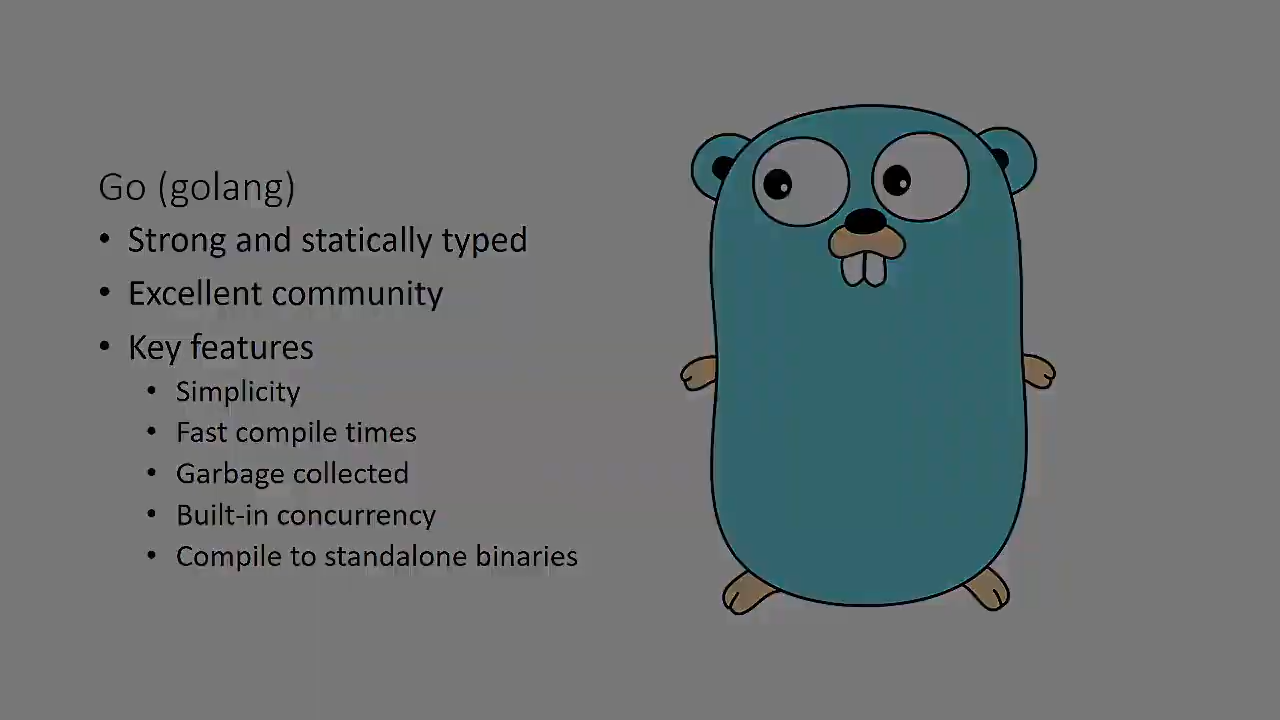 Go (golang)
• Strong and statically typed
• Excellent community
• Key features
• Simplicity
• Fast compile times
• Garbage collected
• Built-in concurrency
• Compile to standalone binaries